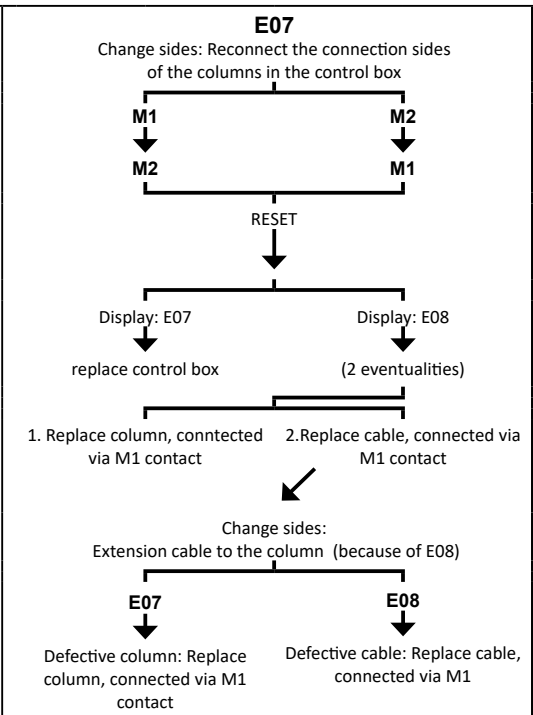 E07
Change sides: Reconnect the connection sides
of the columns in the control box
M1
M2
M2
M1
RESET
Display: E07
Display: E08
replace control box
(2 eventualities)
1. Replace column, conntected
via M1 contact
2.Replace cable, connected via
M1 contact
Change sides:
Extension cable to the column (because of E08)
E07
E08
Defective column: Replace
column, connected via M1
contact
Defective cable: Replace cable,
connected via M1